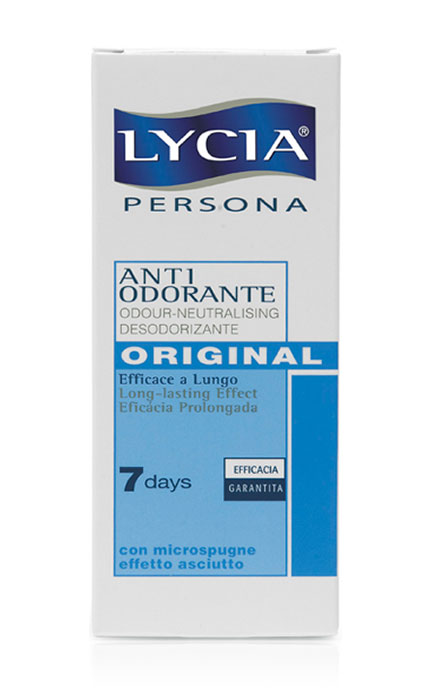 LYCIA®
PERSONA
ANTI
ODORANTE
ODOUR-NEUTRALISING
DESODORIZANTE
ORIGINAL
Efficace a Lungo
Long-lasting Effect
Eficácia Prolongada
7 days
EFFICACIA
GARANTITA
con microspugne
effetto asciutto